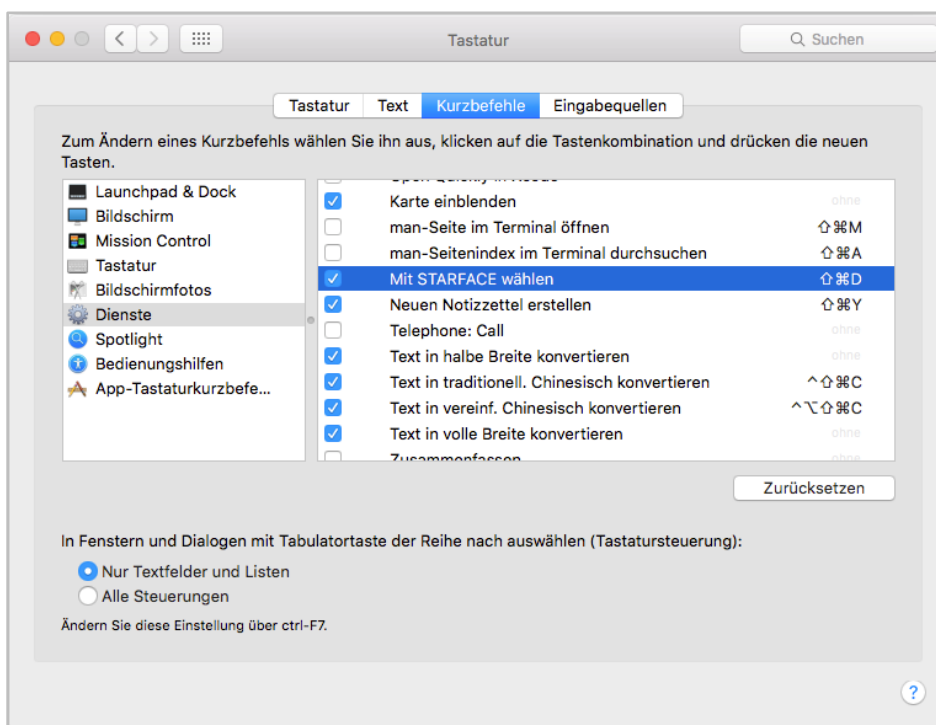 Tastatur
Suchen
Tastatur Text Kurzbefehle Eingabequellen
Zum Ändern eines Kurzbefehls wählen Sie ihn aus, klicken auf die Tastenkombination und drücken die neuen
Tasten.
Launchpad & Dock
Bildschirm
Mission Control
Tastatur
Bildschirmfotos
Dienste
Spotlight
Bedienungshilfen
App-Tastaturkurzbefe...
Karte einblenden ohne
man-Seite im Terminal öffnen ⇧⌘M
man-Seitenindex im Terminal durchsuchen ⇧⌘A
Mit STARFACE wählen ⇧⌘D
Neuen Notizzettel erstellen ⇧⌘Y
Telephone: Call ohne
Text in halbe Breite konvertieren ohne
Text in traditionell. Chinesisch konvertieren ^⇧⌘C
Text in vereinf. Chinesisch konvertieren ^⌥⇧⌘C
Text in volle Breite konvertieren ohne
Zusammenfassen ohne
Zurücksetzen
In Fenstern und Dialogen mit Tabulatortaste der Reihe nach auswählen (Tastatursteuerung):
Nur Textfelder und Listen
Alle Steuerungen
Ändern Sie diese Einstellung über ctrl-F7.
?